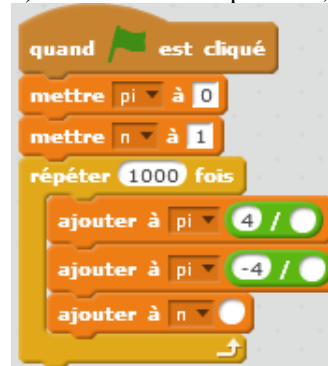 quand est cliqué
mettre pi à 0
mettre n à 1
répéter 1000 fois
ajouter à pi 4 /
ajouter à pi -4 /
ajouter à n